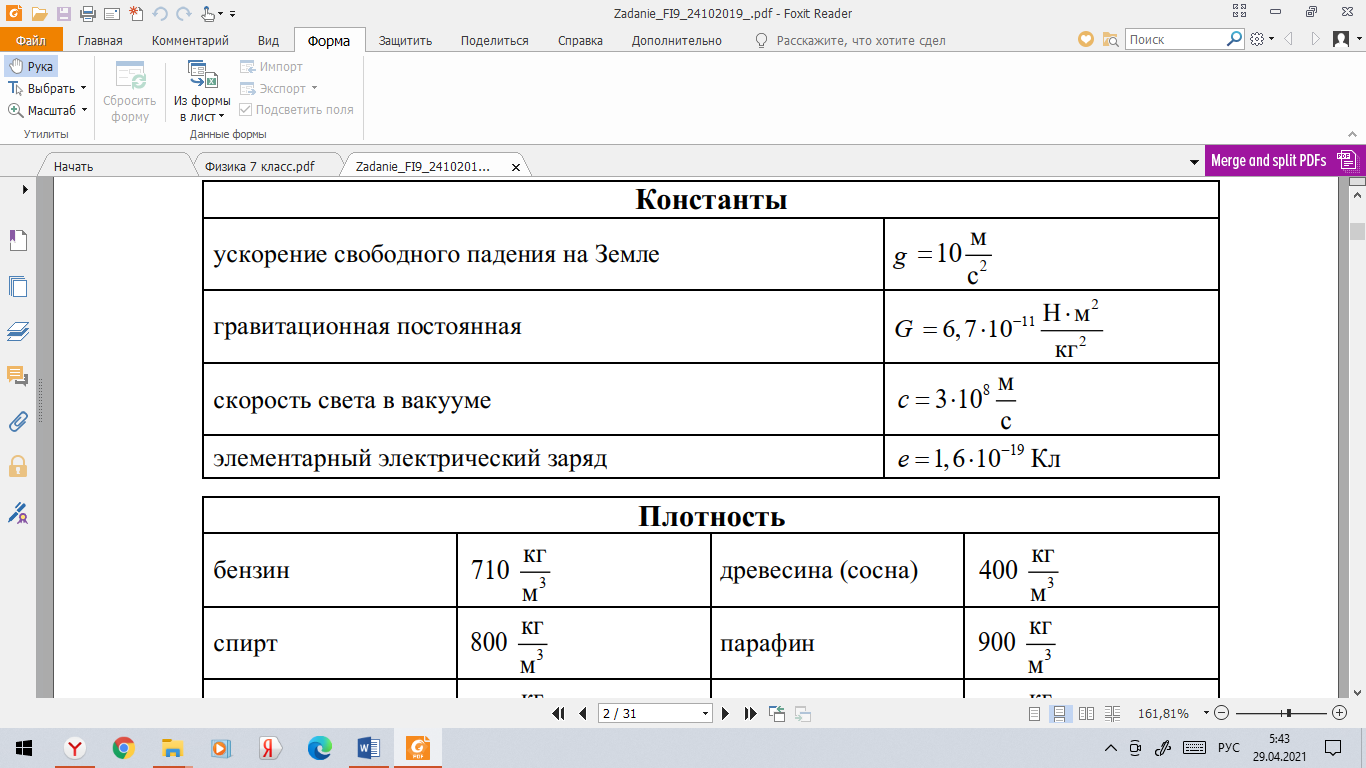 Zadanie_FI9_24102019_.pdf - Foxit Reader
Файл Главная Комментарий Вид Форма Защитить Поделиться Справка Дополнительно Расскажите, что хотите сдел Поиск
Рука
Выбрать
Масштаб
Утилиты
Сбросить
форму
Из формы
в лист
Импорт
Экспорт
Подсветить поля
Данные формы
Начать Физика 7 класс.pdf Zadanie_FI9_2410201... Merge and split PDFs
Константы
ускорение свободного падения на Земле g = 10 м/с²
гравитационная постоянная G = 6,7·10⁻¹¹ Н·м²/кг²
скорость света в вакууме c = 3·10⁸ м/с
элементарный электрический заряд e = 1,6·10⁻¹⁹ Кл
Плотность
бензин 710 кг/м³ древесина (сосна) 400 кг/м³
спирт 800 кг/м³ парафин 900 кг/м³
2 / 31 161,81%
РУС 5:43
29.04.2021